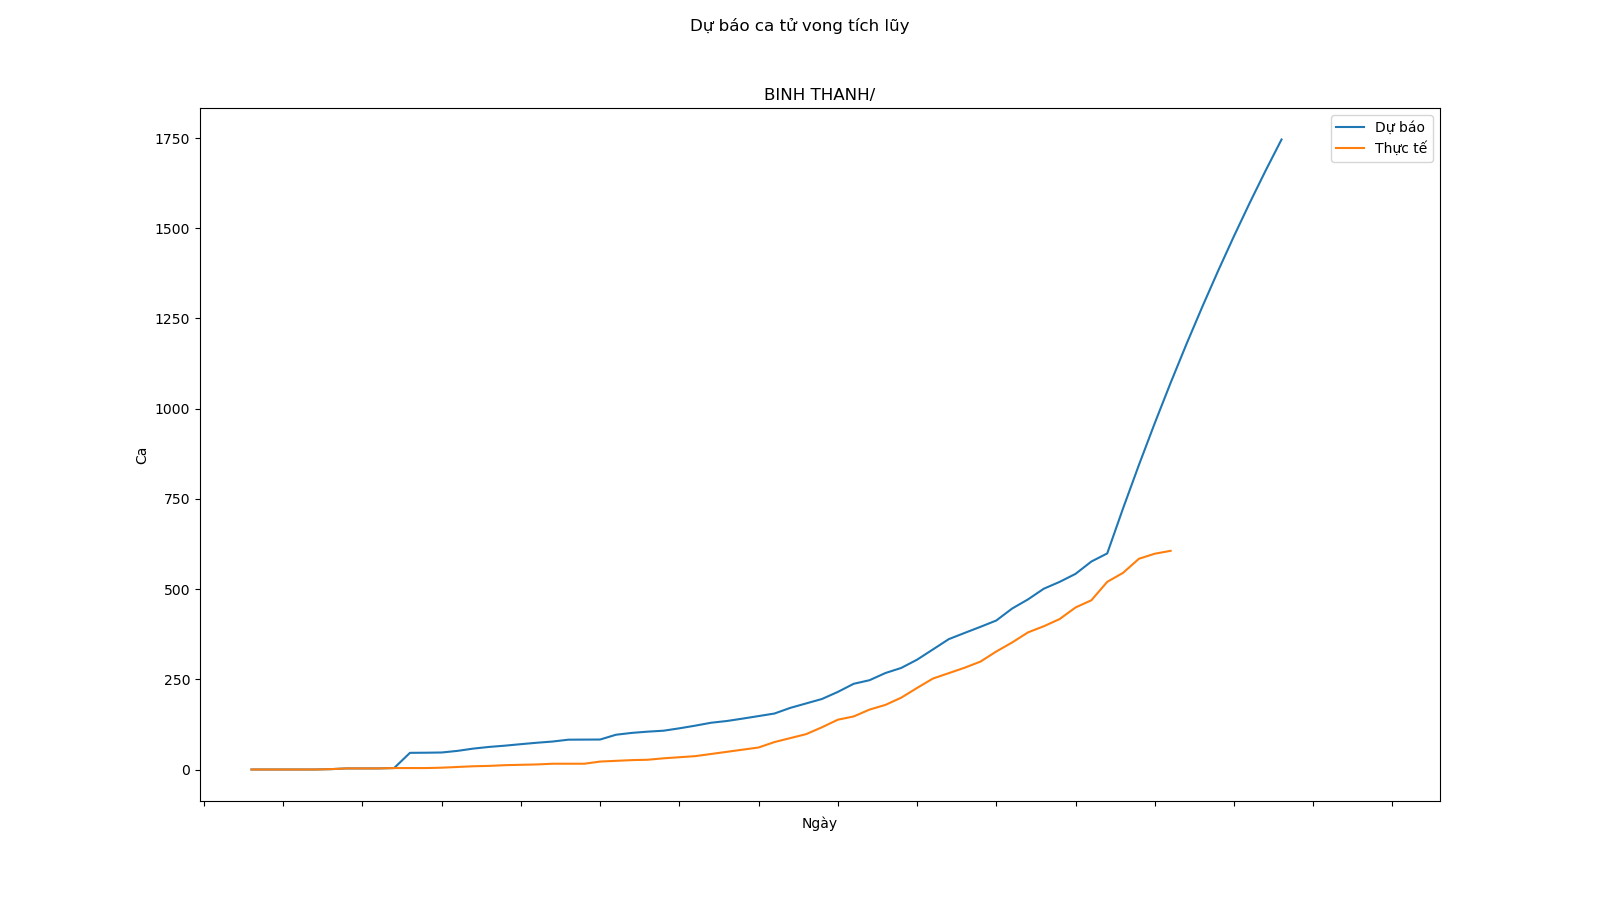 Dự báo ca tử vong tích lũy
BINH THANH/
Dự báo
Thực tế
1750
1500
1250
1000
750
500
250
0
Ca
Ngày